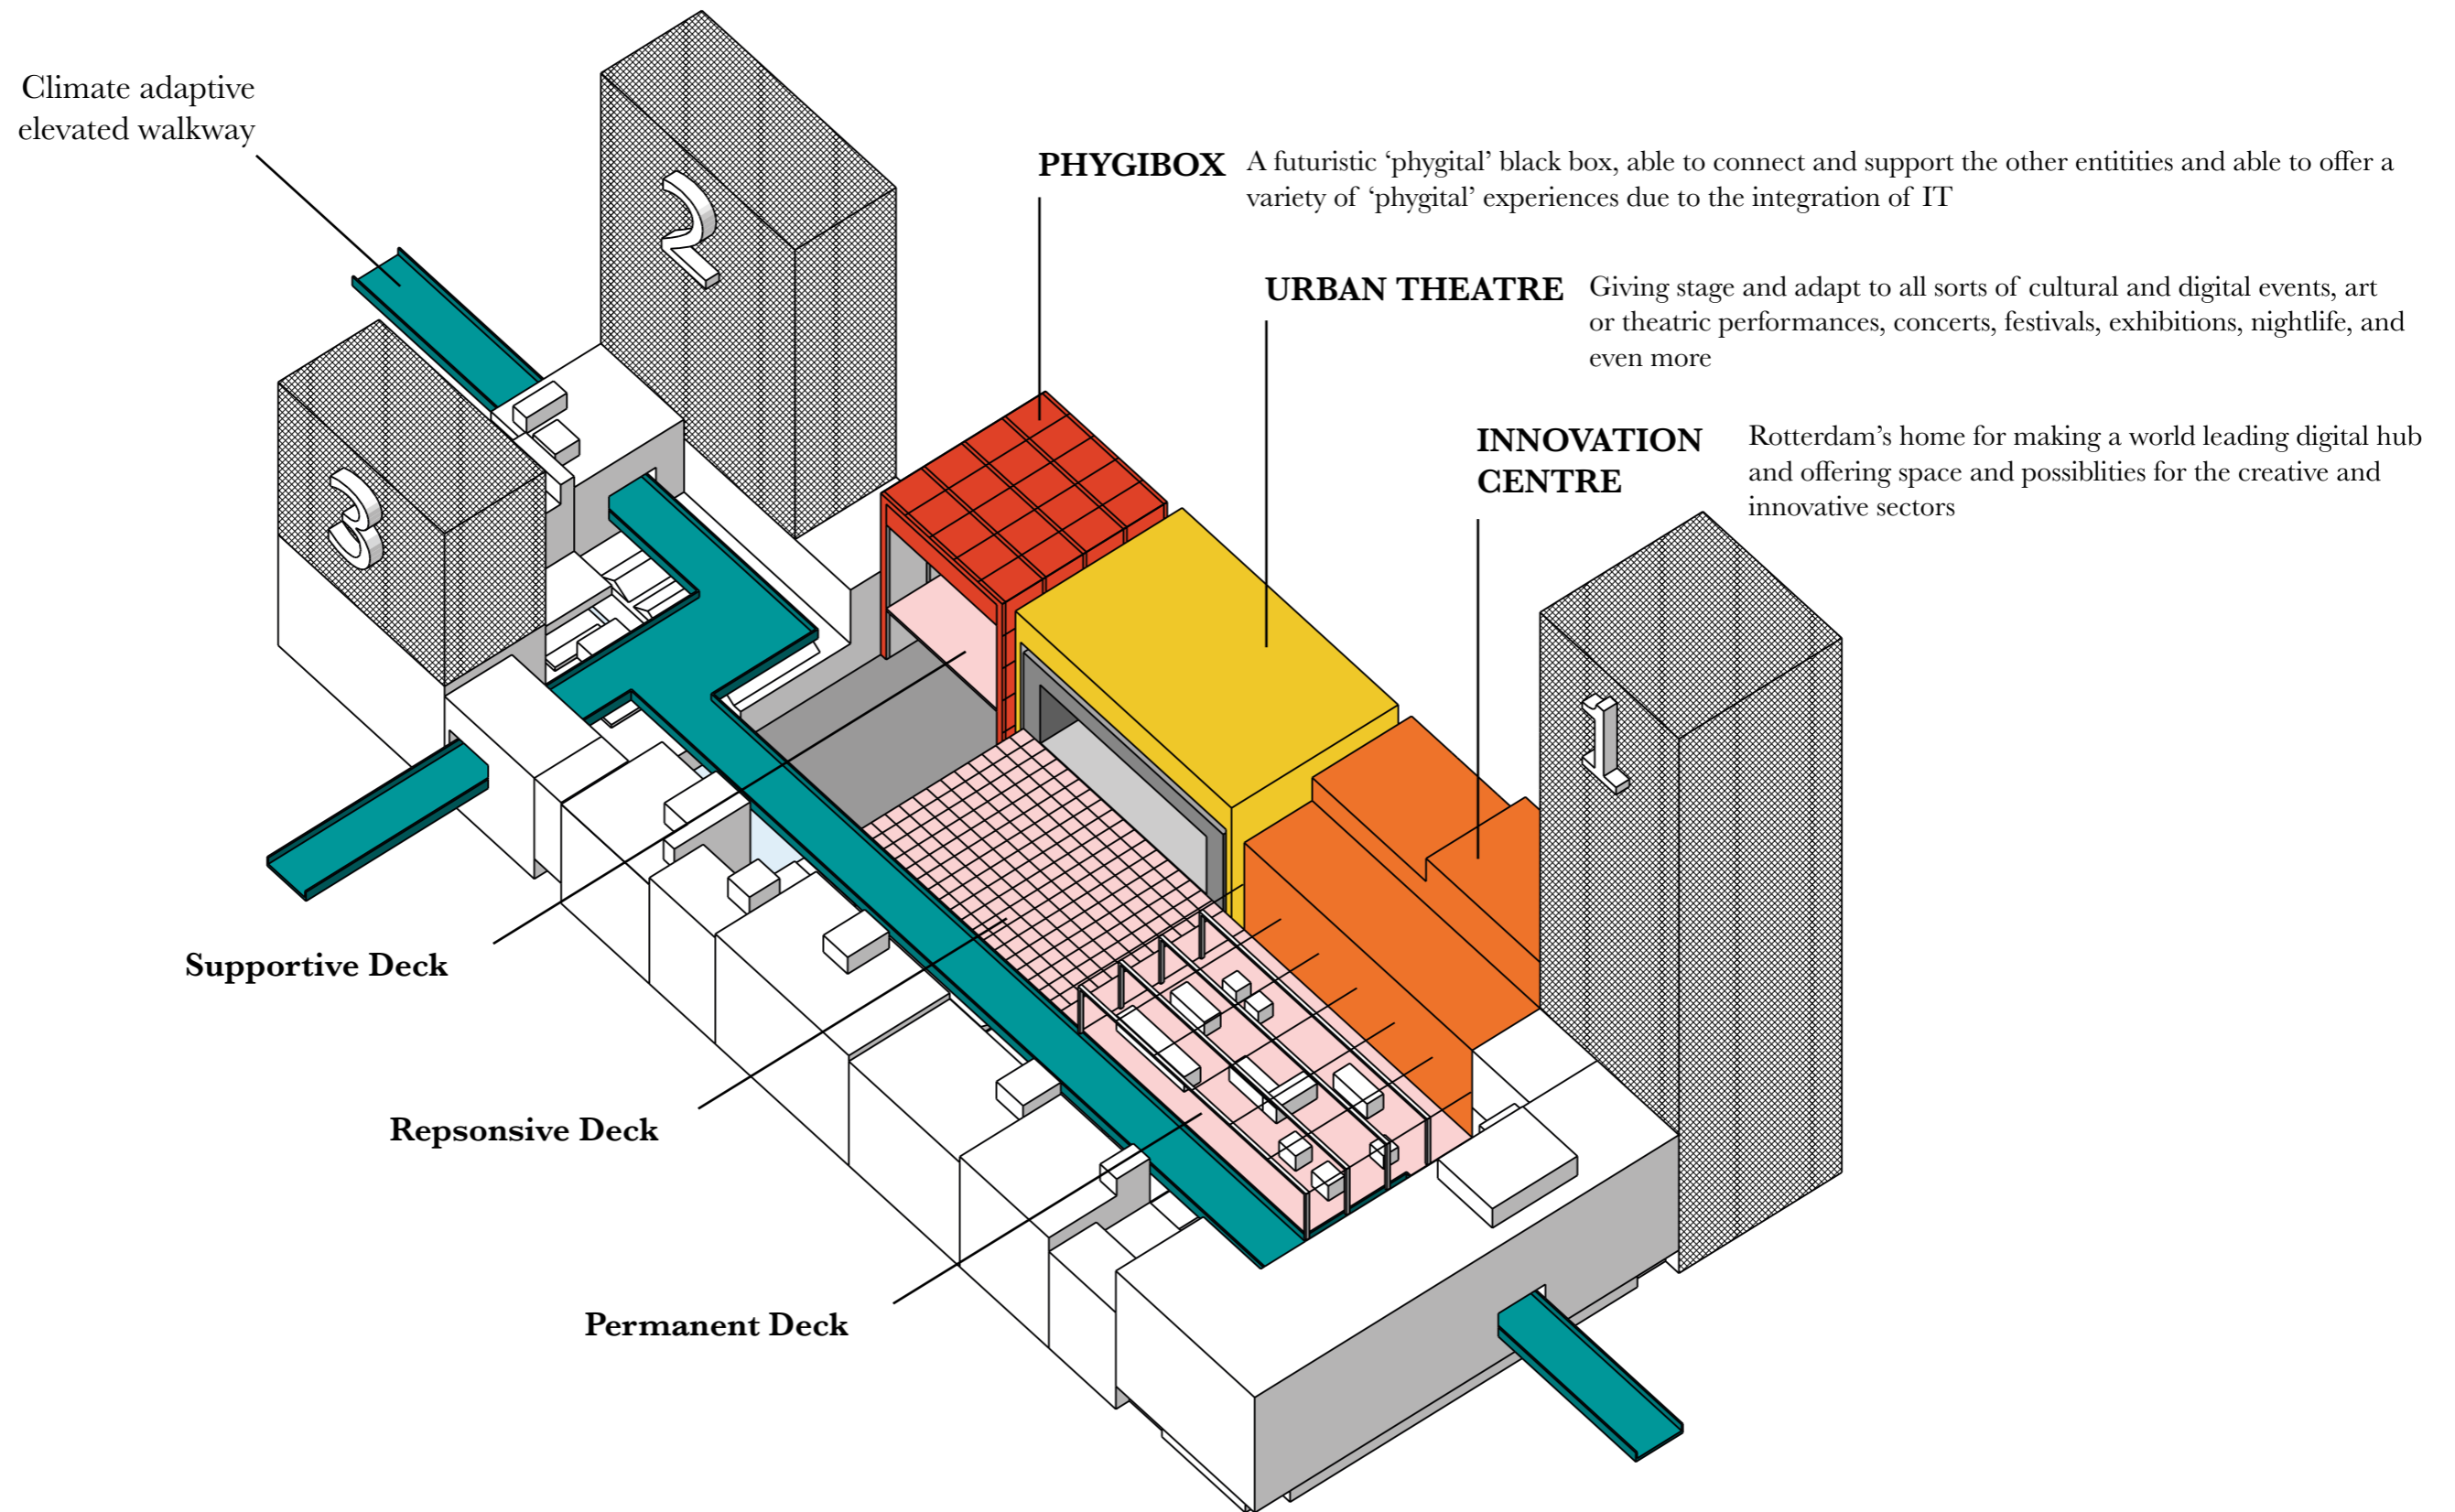 Climate adaptive
elevated walkway
2
3
PHYGIBOX
A futuristic ‘phygital’ black box, able to connect and support the other entitities and able to offer a
variety of ‘phygital’ experiences due to the integration of IT
URBAN THEATRE
Giving stage and adapt to all sorts of cultural and digital events, art
or theatric performances, concerts, festivals, exhibitions, nightlife, and
even more
INNOVATION
CENTRE
Rotterdam’s home for making a world leading digital hub
and offering space and possiblities for the creative and
innovative sectors
1
Supportive Deck
Repsonsive Deck
Permanent Deck